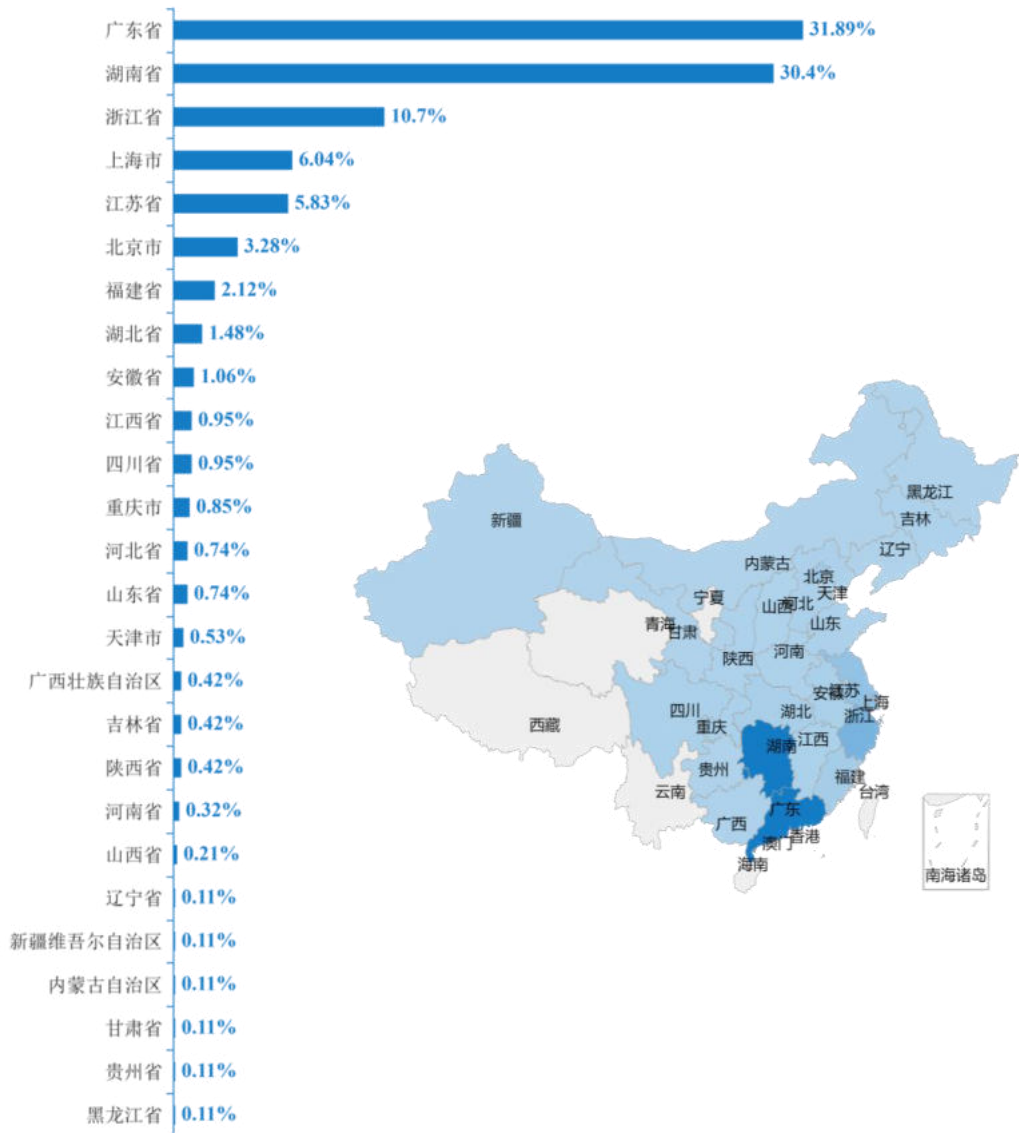 广东省 31.89%
湖南省 30.4%
浙江省 10.7%
上海市 6.04%
江苏省 5.83%
北京市 3.28%
福建省 2.12%
湖北省 1.48%
安徽省 1.06%
江西省 0.95%
四川省 0.95%
重庆市 0.85%
河北省 0.74%
山东省 0.74%
天津市 0.53%
广西壮族自治区 0.42%
吉林省 0.42%
陕西省 0.42%
河南省 0.32%
山西省 0.21%
辽宁省 0.11%
新疆维吾尔自治区 0.11%
内蒙古自治区 0.11%
甘肃省 0.11%
贵州省 0.11%
黑龙江省 0.11%
黑龙江
新疆
吉林
辽宁
内蒙古
北京
天津
宁夏
山西
河北
青海
甘肃
山东
陕西
河南
安徽
江苏
上海
四川
湖北
浙江
西藏
重庆
湖南
江西
贵州
福建
云南
台湾
广西
广东
香港
澳门
海南
南海诸岛